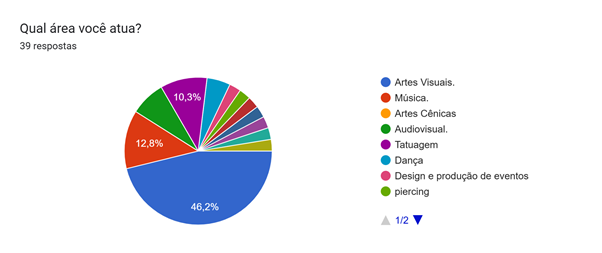 Qual área você atua?
39 respostas
10,3%
12,8%
46,2%
Artes Visuais.
Música.
Artes Cênicas
Audiovisual.
Tatuagem
Dança
Design e produção de eventos
piercing
1/2